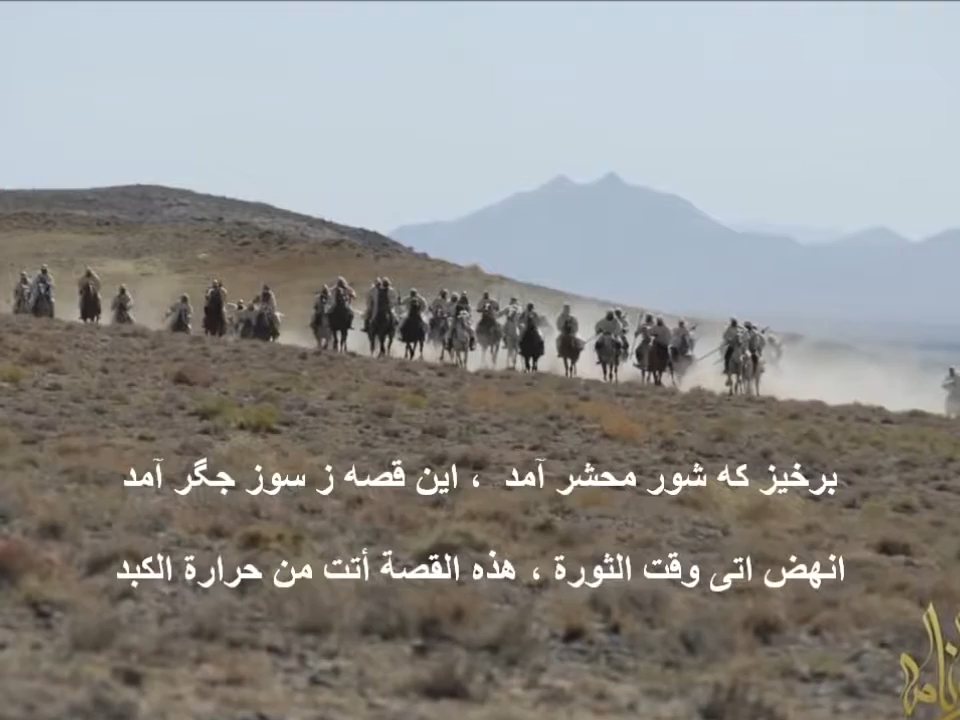 برخیز که شور محشر آمد ، این قصه ز سوز جگر آمد
انهض اتى وقت الثورة ، هذه القصة أتت من حرارة الكبد